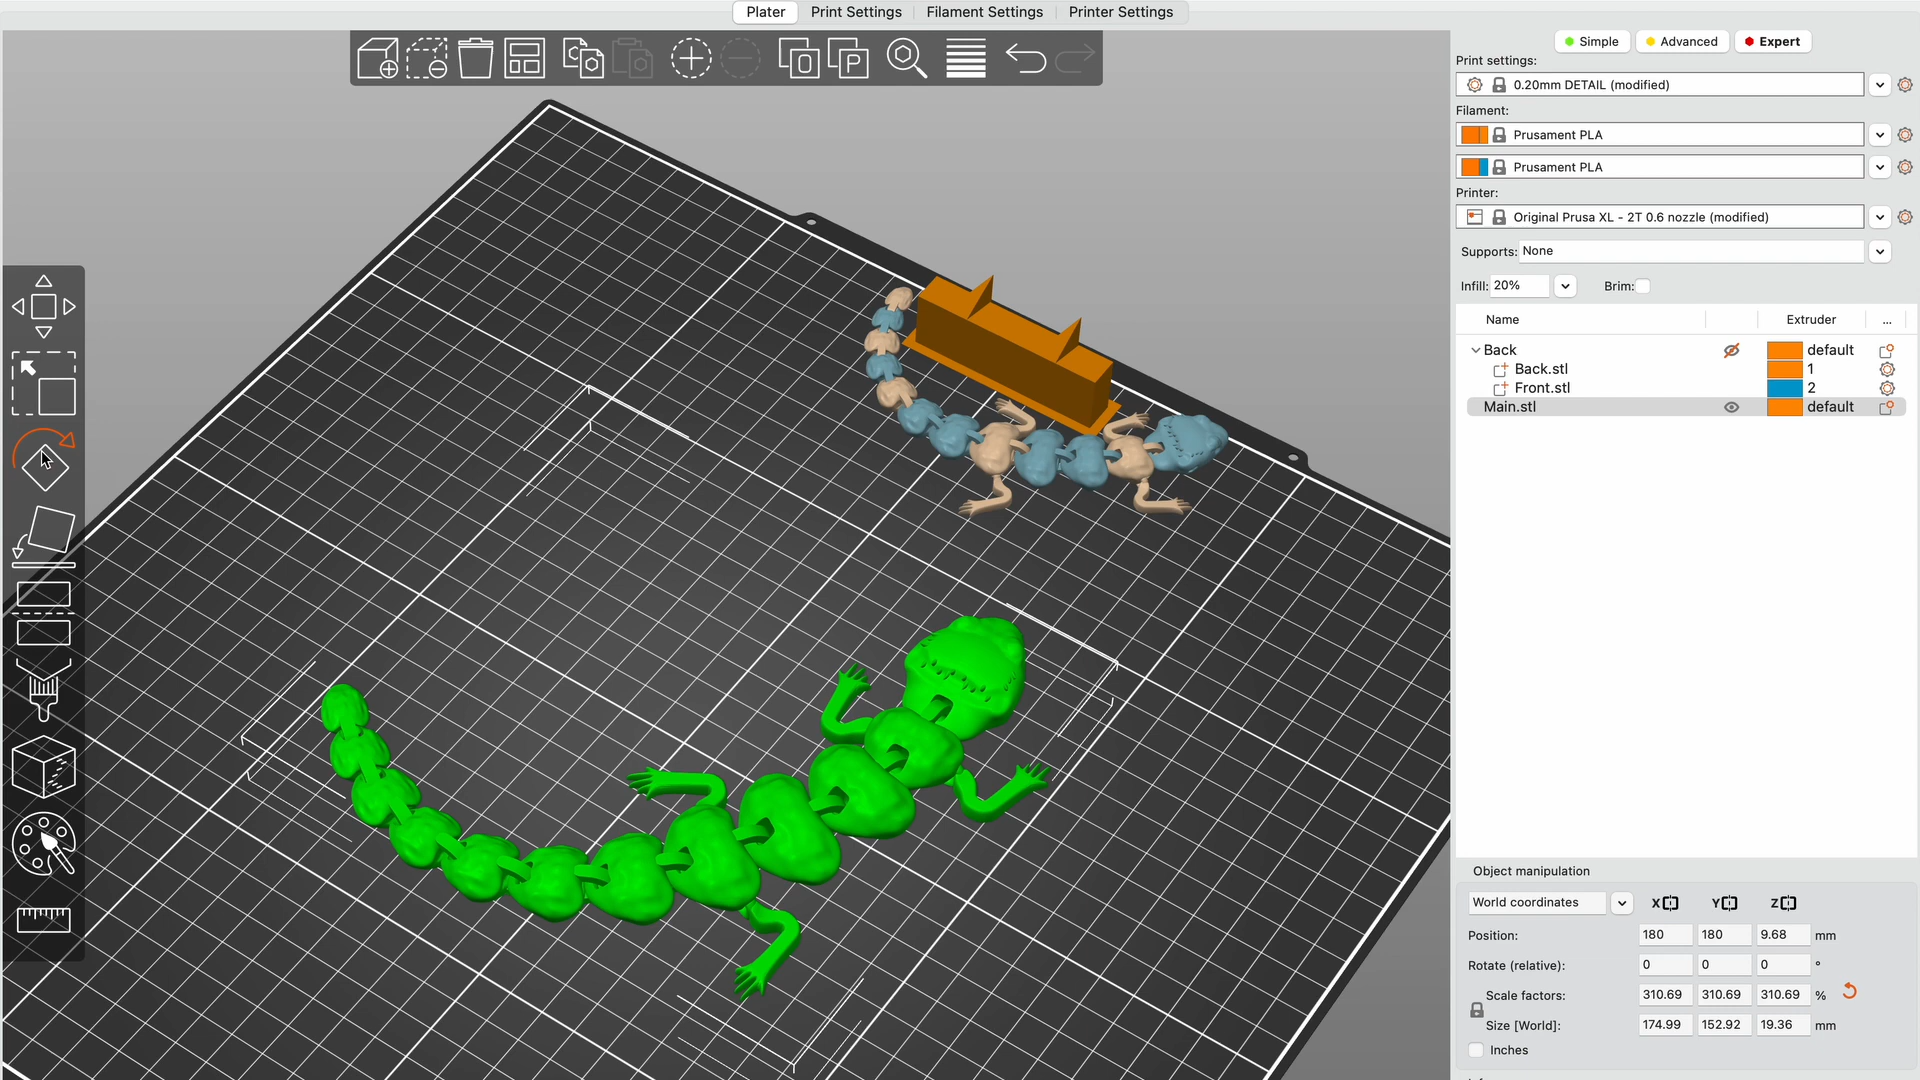 Plater Print Settings Filament Settings Printer Settings
Simple Advanced Expert
Print settings:
0.20mm DETAIL (modified)
Filament:
Prusament PLA
Prusament PLA
Printer:
Original Prusa XL - 2T 0.6 nozzle (modified)
Supports: None
Infill: 20% Brim:
Name Extruder ...
Back default
Back.stl 1
Front.stl 2
Main.stl default
Object manipulation
World coordinates X Y Z
Position: 180 180 9.68 mm
Rotate (relative): 0 0 0 °
Scale factors: 310.69 310.69 310.69 %
Size [World]: 174.99 152.92 19.36 mm
Inches